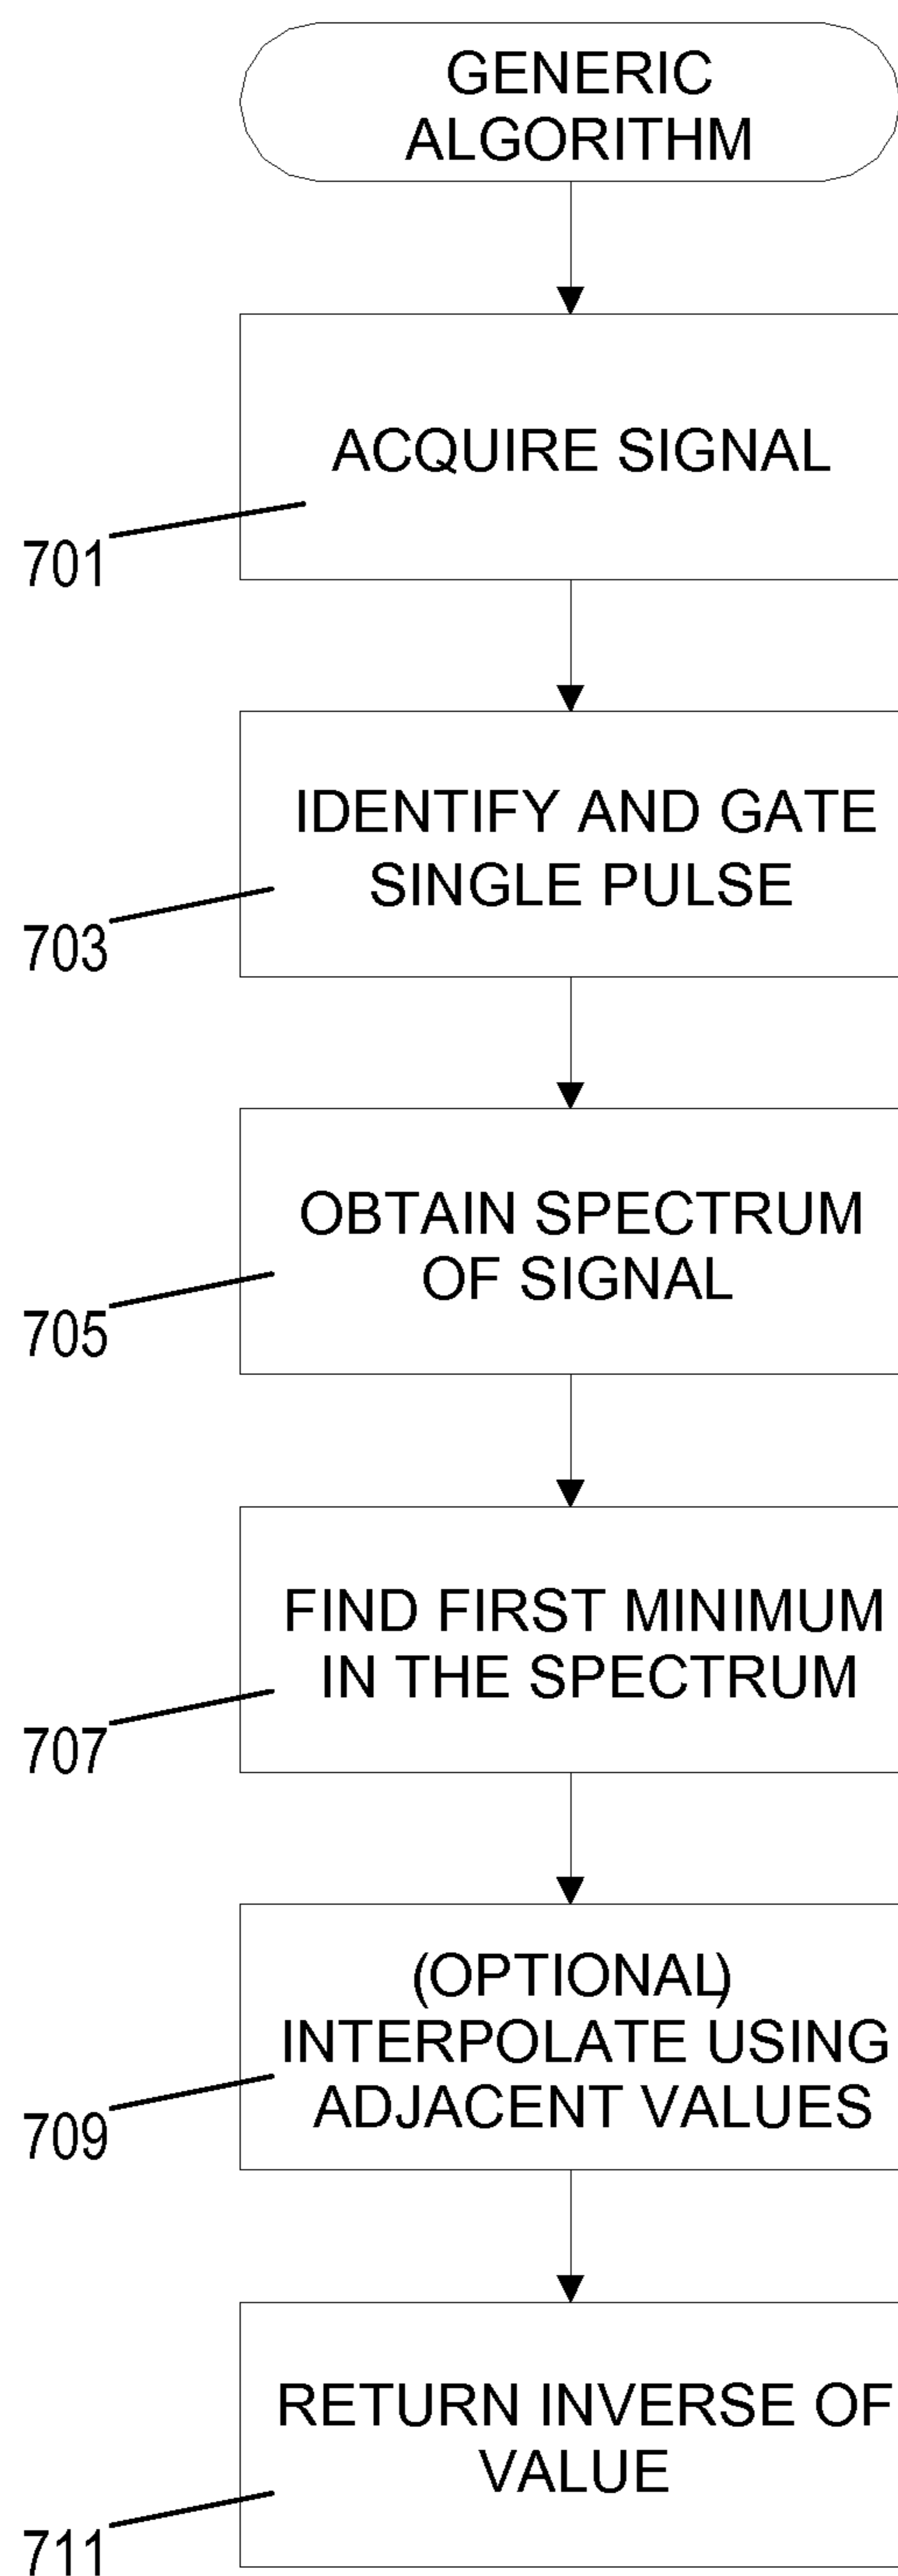 GENERIC
ALGORITHM
ACQUIRE SIGNAL
701
IDENTIFY AND GATE
SINGLE PULSE
703
OBTAIN SPECTRUM
OF SIGNAL
705
FIND FIRST MINIMUM
IN THE SPECTRUM
707
(OPTIONAL)
INTERPOLATE USING
ADJACENT VALUES
709
RETURN INVERSE OF
VALUE
711